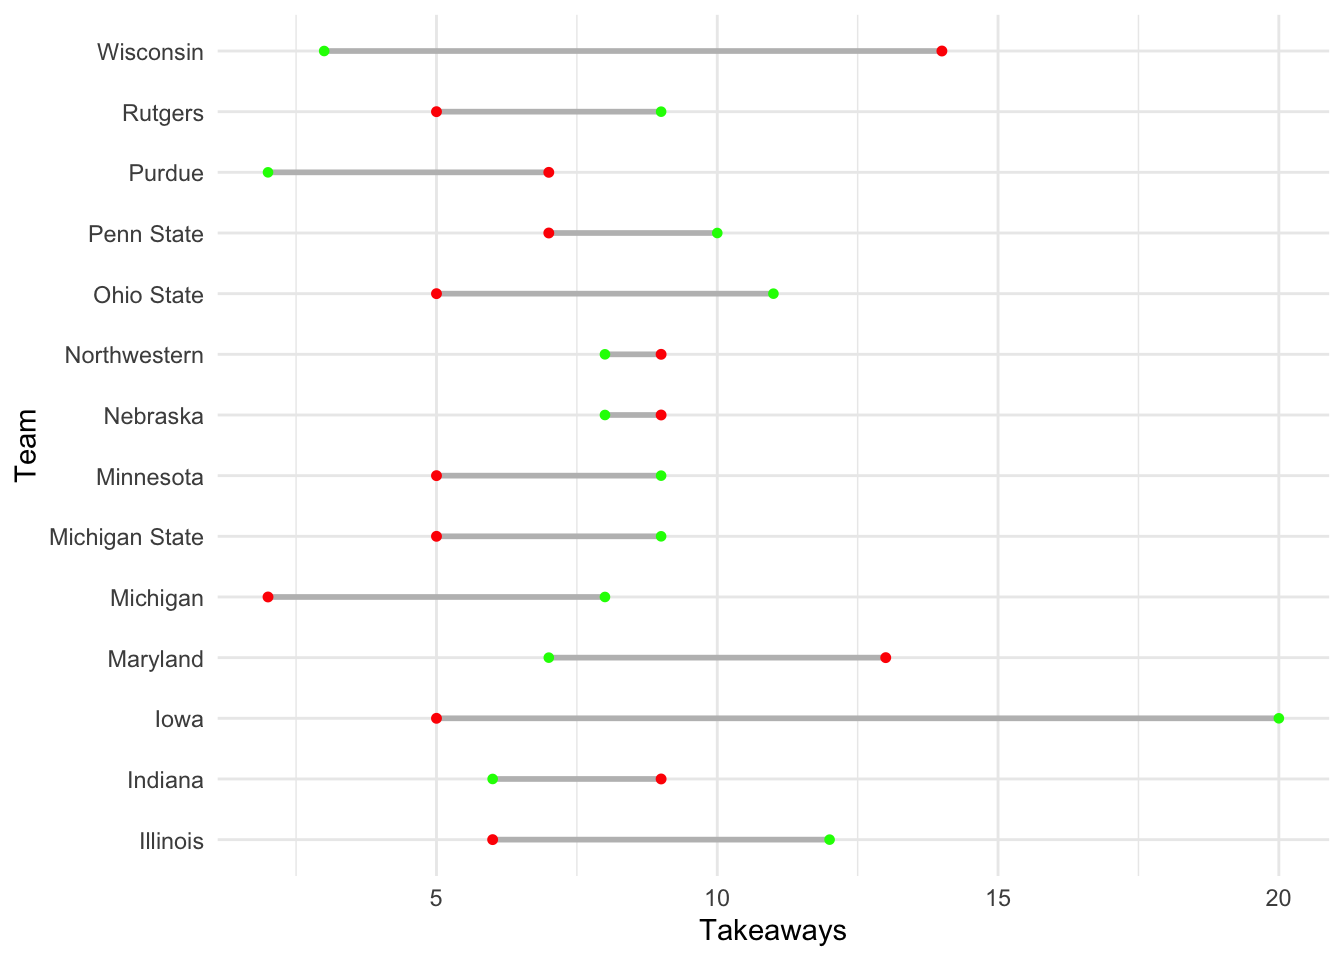 Wisconsin
Rutgers
Purdue
Penn State
Ohio State
Northwestern
Nebraska
Minnesota
Michigan State
Michigan
Maryland
Iowa
Indiana
Illinois
Team
5 10 15 20
Takeaways